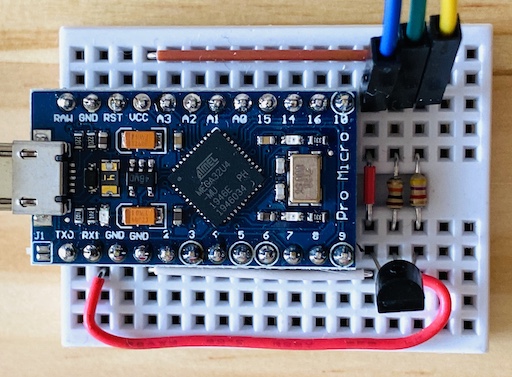 RAW GND RST VCC A3 A2 A1 A0 15 14 16 10
Pro Micro
ATMEL
MEGA32U4
J1 TXO RXI GND GND 2 3 4 5 6 7 8 9